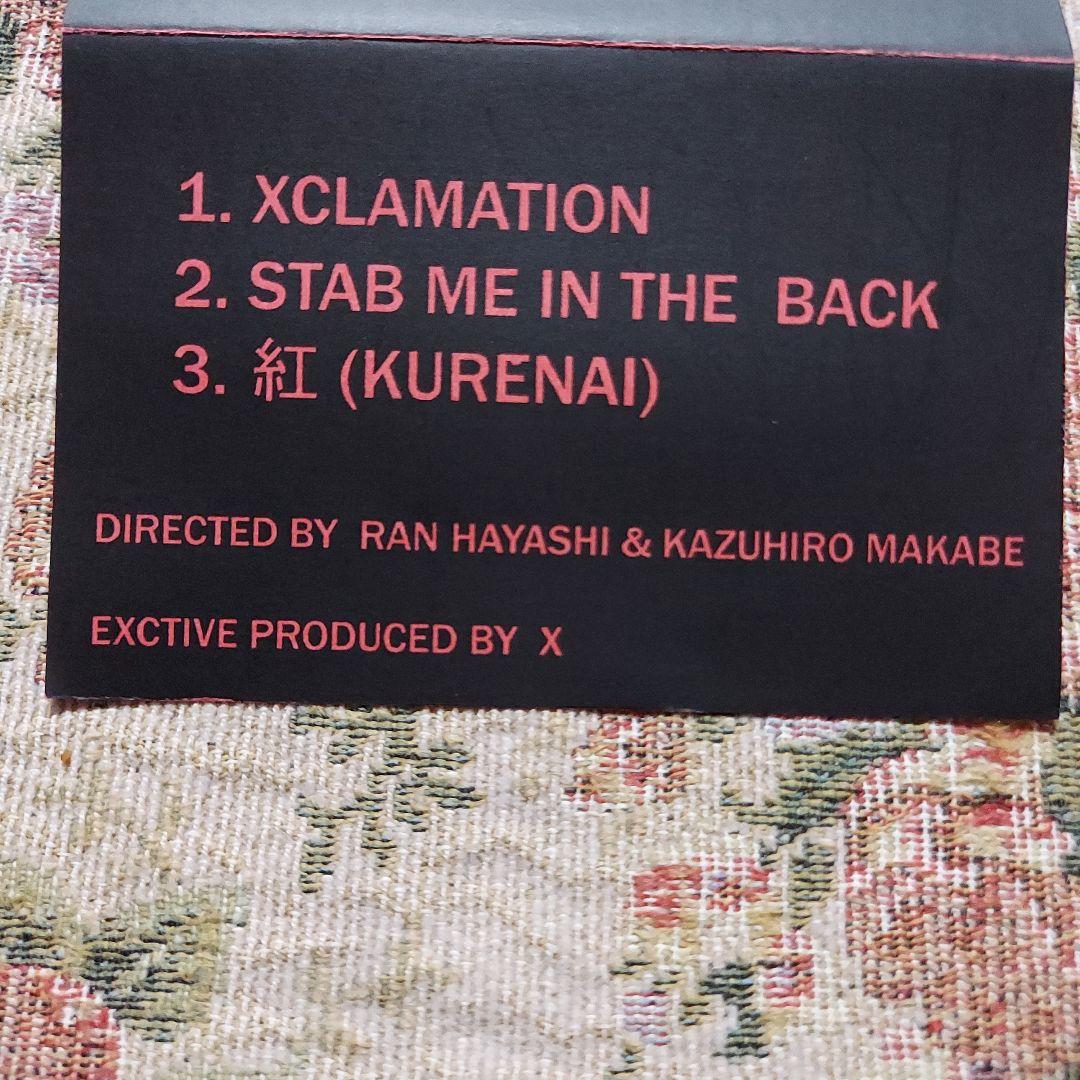 1. XCLAMATION
2. STAB ME IN THE BACK
3. 紅 (KURENAI)
DIRECTED BY RAN HAYASHI & KAZUHIRO MAKABE
EXCTIVE PRODUCED BY X